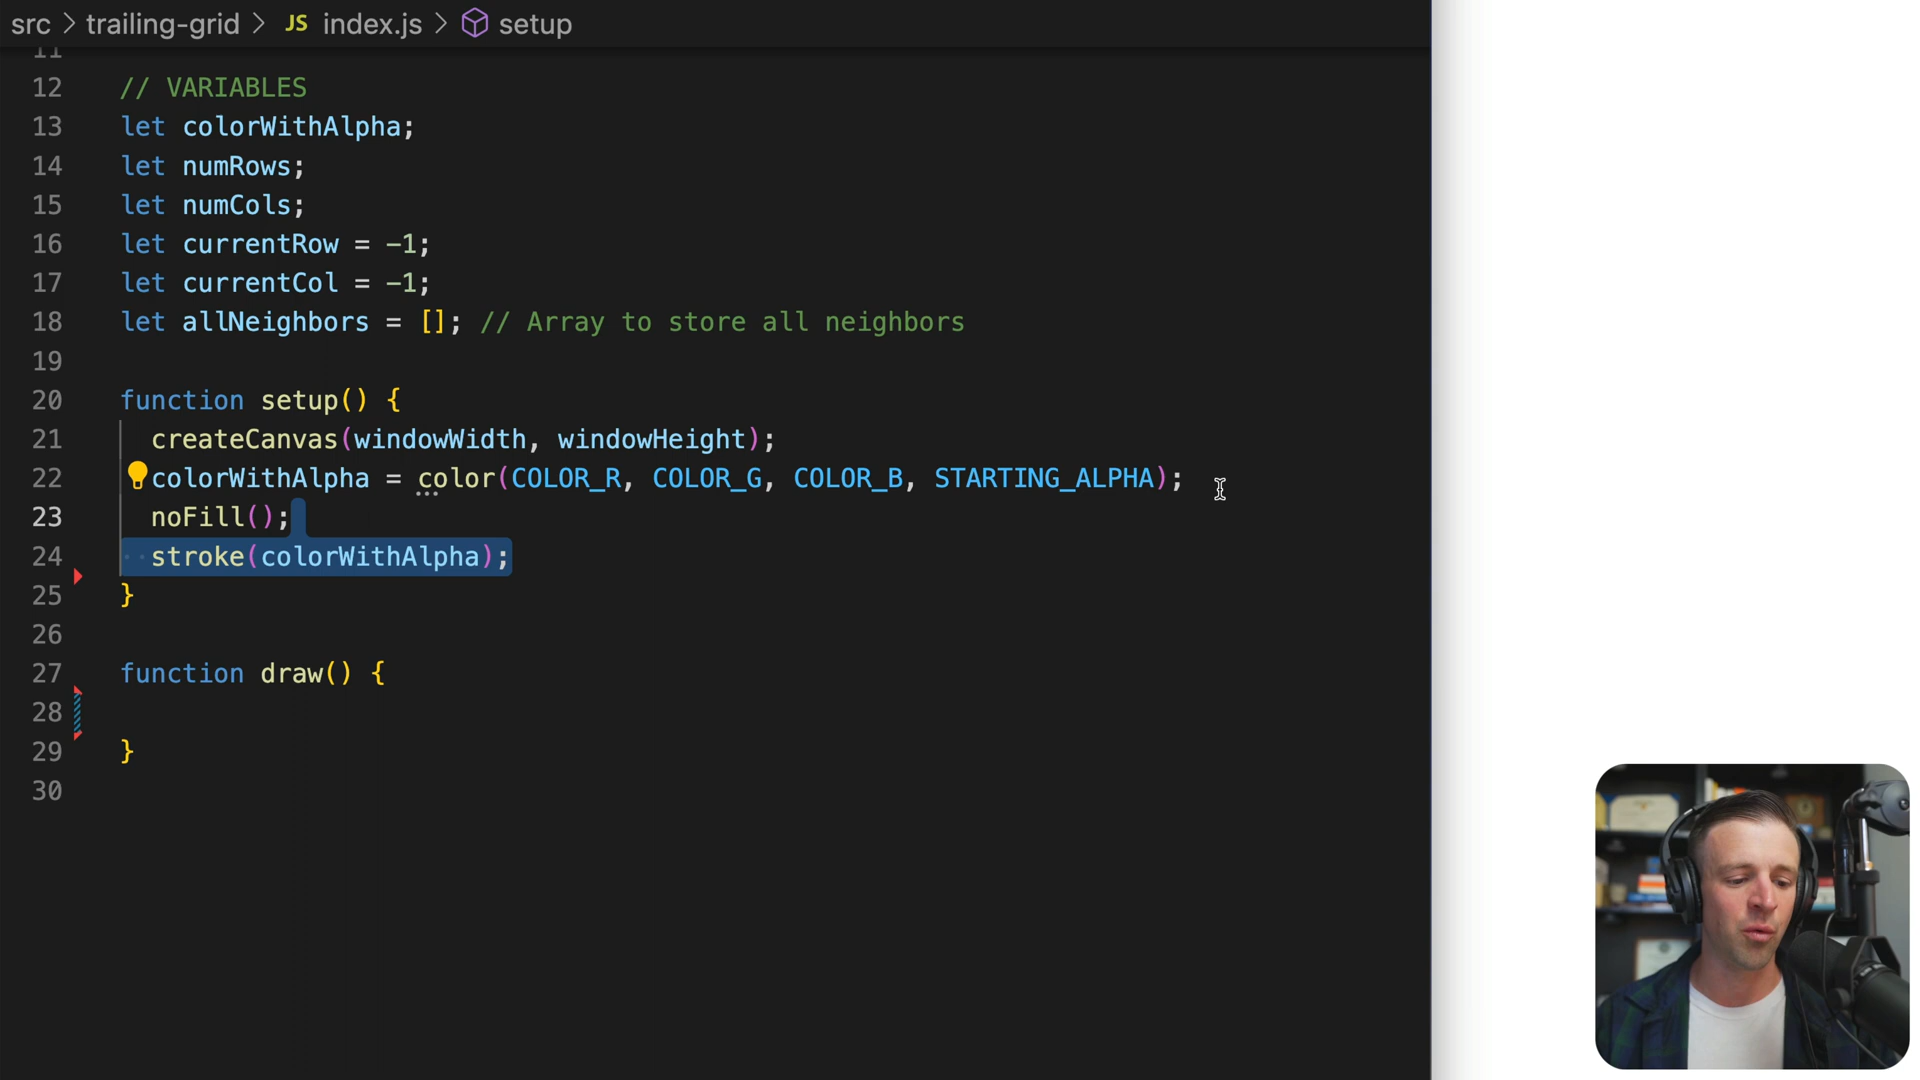 src > trailing-grid > JS index.js > setup
11
12 // VARIABLES
13 let colorWithAlpha;
14 let numRows;
15 let numCols;
16 let currentRow = -1;
17 let currentCol = -1;
18 let allNeighbors = []; // Array to store all neighbors
19
20 function setup() {
21 createCanvas(windowWidth, windowHeight);
22 colorWithAlpha = color(COLOR_R, COLOR_G, COLOR_B, STARTING_ALPHA);
23 noFill();
24 stroke(colorWithAlpha);
25 }
26
27 function draw() {
28
29 }
30